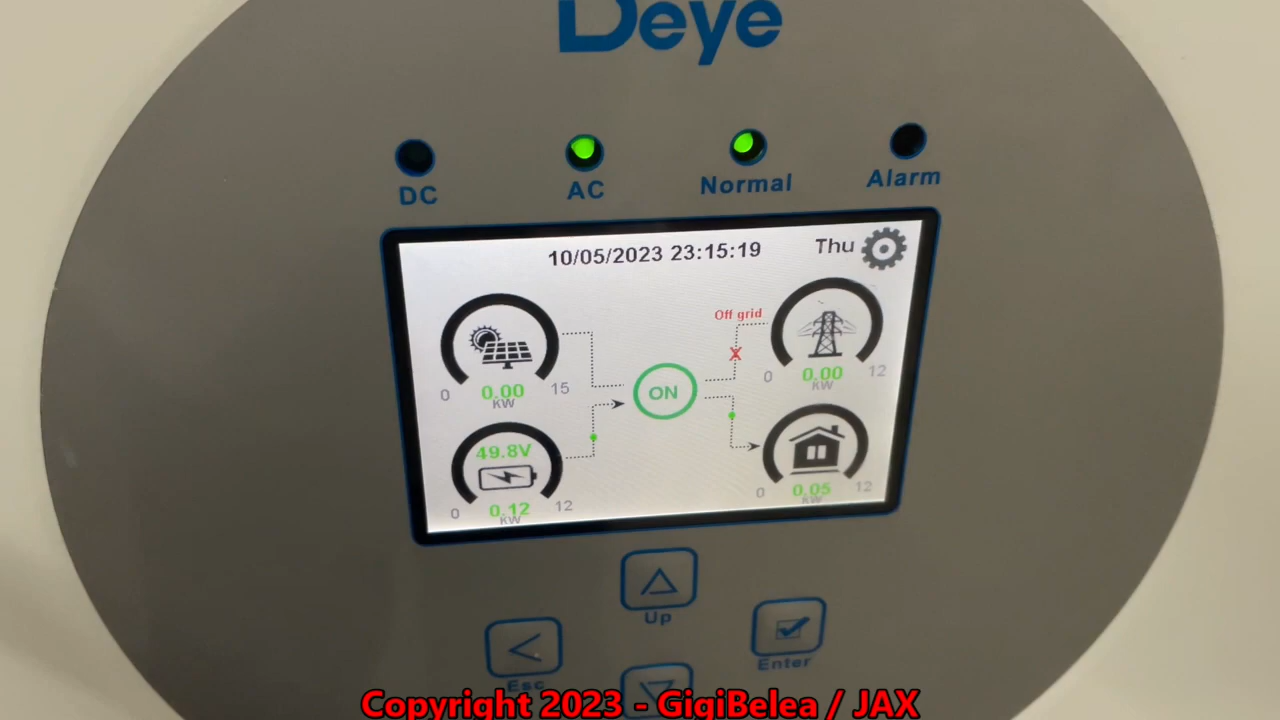 Deye
DC
AC
Normal
Alarm
10/05/2023 23:15:19
Thu
Off grid
X
0
0.00
15
KW
0
0.00
12
KW
ON
49.8V
0
0.12
12
KW
0
0.05
12
KW
Up
Esc
Enter
Copyright 2023 - GigiBelea / JAX